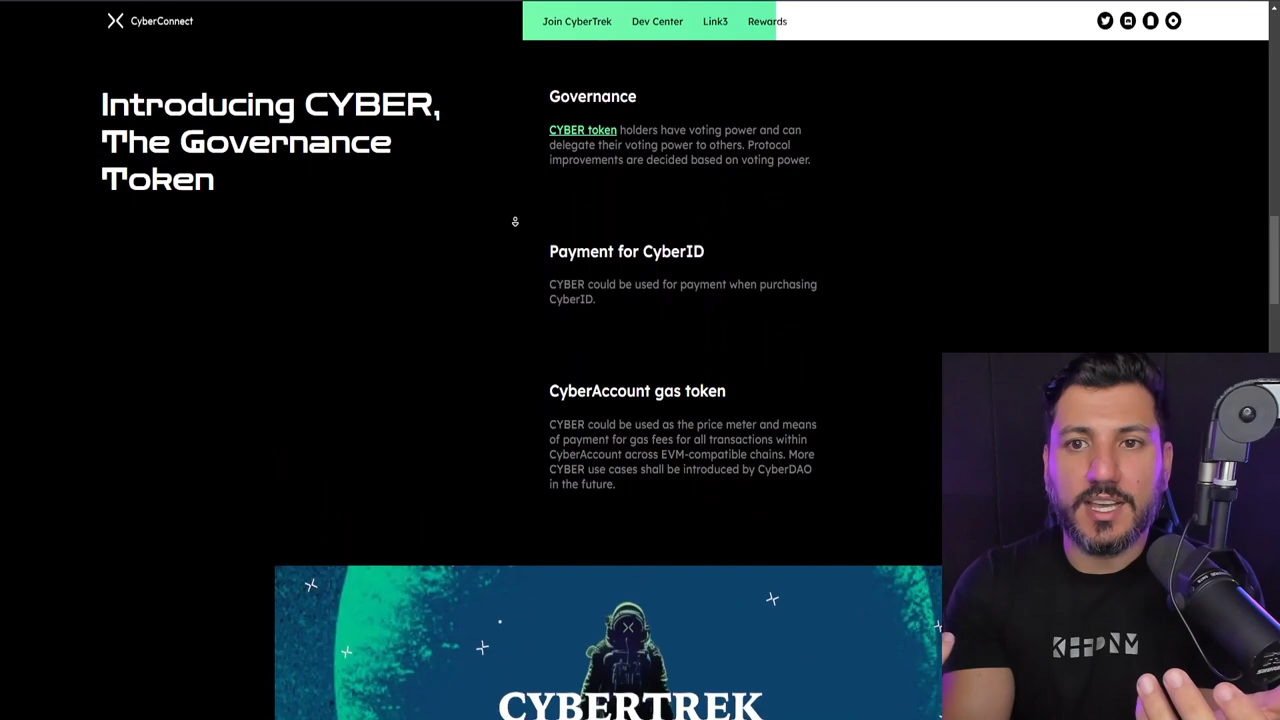 CyberConnect
Join CyberTrek Dev Center Link3 Rewards
Introducing CYBER,
The Governance
Token
Governance
CYBER token holders have voting power and can
delegate their voting power to others. Protocol
improvements are decided based on voting power.
Payment for CyberID
CYBER could be used for payment when purchasing
CyberID.
CyberAccount gas token
CYBER could be used as the price meter and means
of payment for gas fees for all transactions within
CyberAccount across EVM-compatible chains. More
CYBER use cases shall be introduced by CyberDAO
in the future.
CYBERTREK